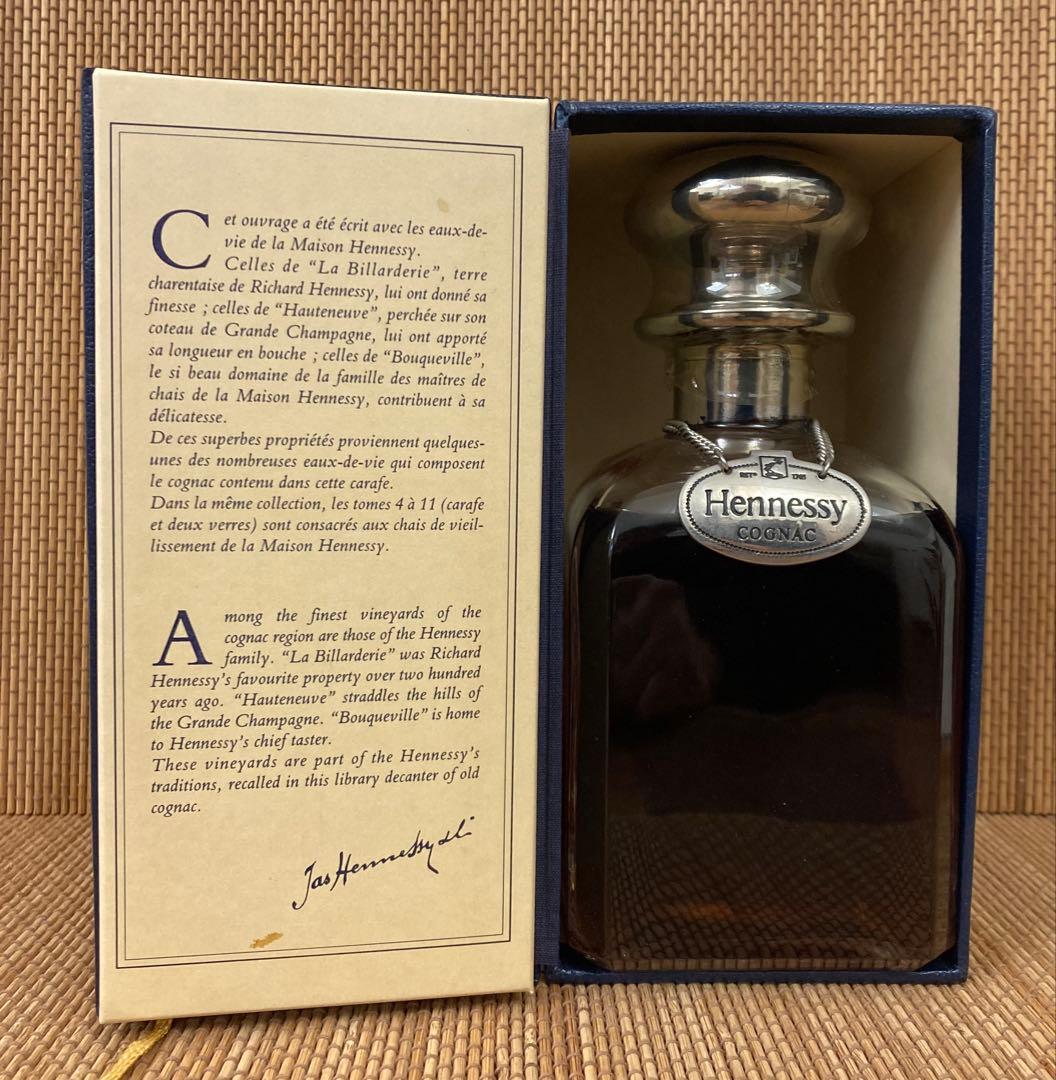 Cet ouvrage a été écrit avec les eaux-de-
vie de la Maison Hennessy.
Celles de “La Billarderie”, terre
charentaise de Richard Hennessy, lui ont donné sa
finesse ; celles de “Hauteneuve”, perchée sur son
coteau de Grande Champagne, lui ont apporté
sa longueur en bouche ; celles de “Bouqueville”,
le si beau domaine de la famille des maîtres de
chais de la Maison Hennessy, contribuent à sa
délicatesse.
De ces superbes propriétés proviennent quelques-
unes des nombreuses eaux-de-vie qui composent
le cognac contenu dans cette carafe.
Dans la même collection, les tomes 4 à 11 (carafe
et deux verres) sont consacrés aux chais de vieil-
lissement de la Maison Hennessy.
Among the finest vineyards of the
cognac region are those of the Hennessy
family. “La Billarderie” was Richard
Hennessy’s favourite property over two hundred
years ago. “Hauteneuve” straddles the hills of
the Grande Champagne. “Bouqueville” is home
to Hennessy’s chief taster.
These vineyards are part of the Hennessy’s
traditions, recalled in this library decanter of old
cognac.
Jas Hennessy
Hennessy
COGNAC